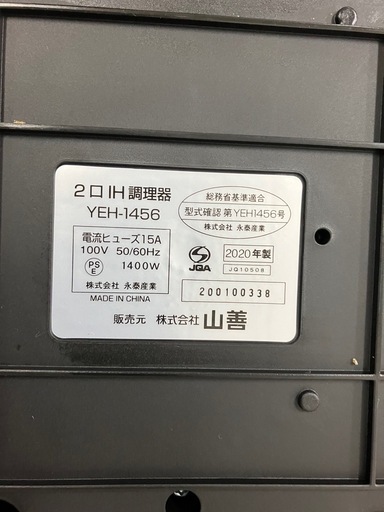 2口IH調理器
YEH-1456
電流ヒューズ15A
100V 50/60Hz
PS
E
1400W
株式会社 永泰産業
MADE IN CHINA
総務省基準適合
型式確認 第YEH1456号
株式会社 永泰産業
JQA
2020年製
JQ10508
200100338
販売元 株式会社 山善